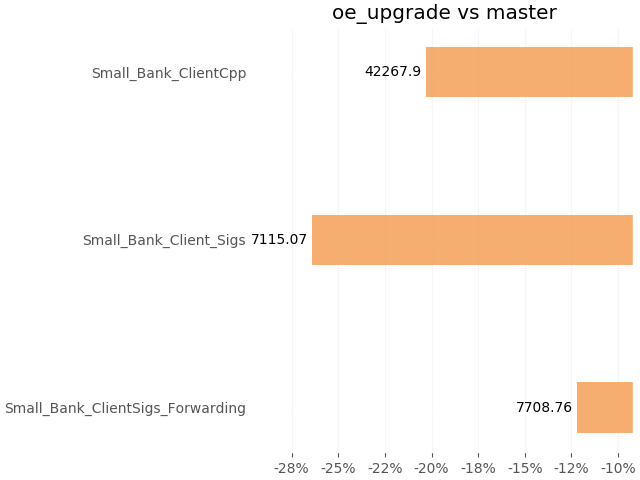 oe_upgrade vs master
Small_Bank_ClientCpp
42267.9
Small_Bank_Client_Sigs
7115.07
Small_Bank_ClientSigs_Forwarding
7708.76
-28% -25% -22% -20% -18% -15% -12% -10%